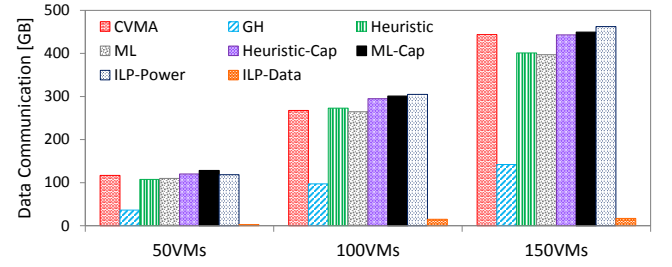 500
400
300
200
100
0
Data Communication [GB]
CVMA GH Heuristic
ML Heuristic-Cap ML-Cap
ILP-Power ILP-Data
50VMs 100VMs 150VMs